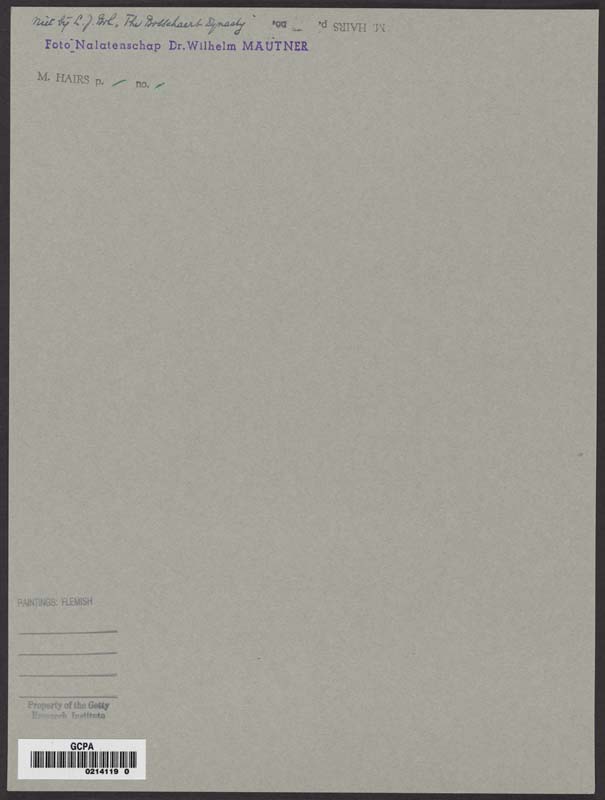 Niet by L. J. Bol, The Bosschaert Dynasty
M. HAIRS p. no.
Foto Nalatenschap Dr. Wilhelm MAUTNER
M. HAIRS p. no.
PAINTINGS: FLEMISH
Property of the Getty
Research Institute
GCPA
0214119 0